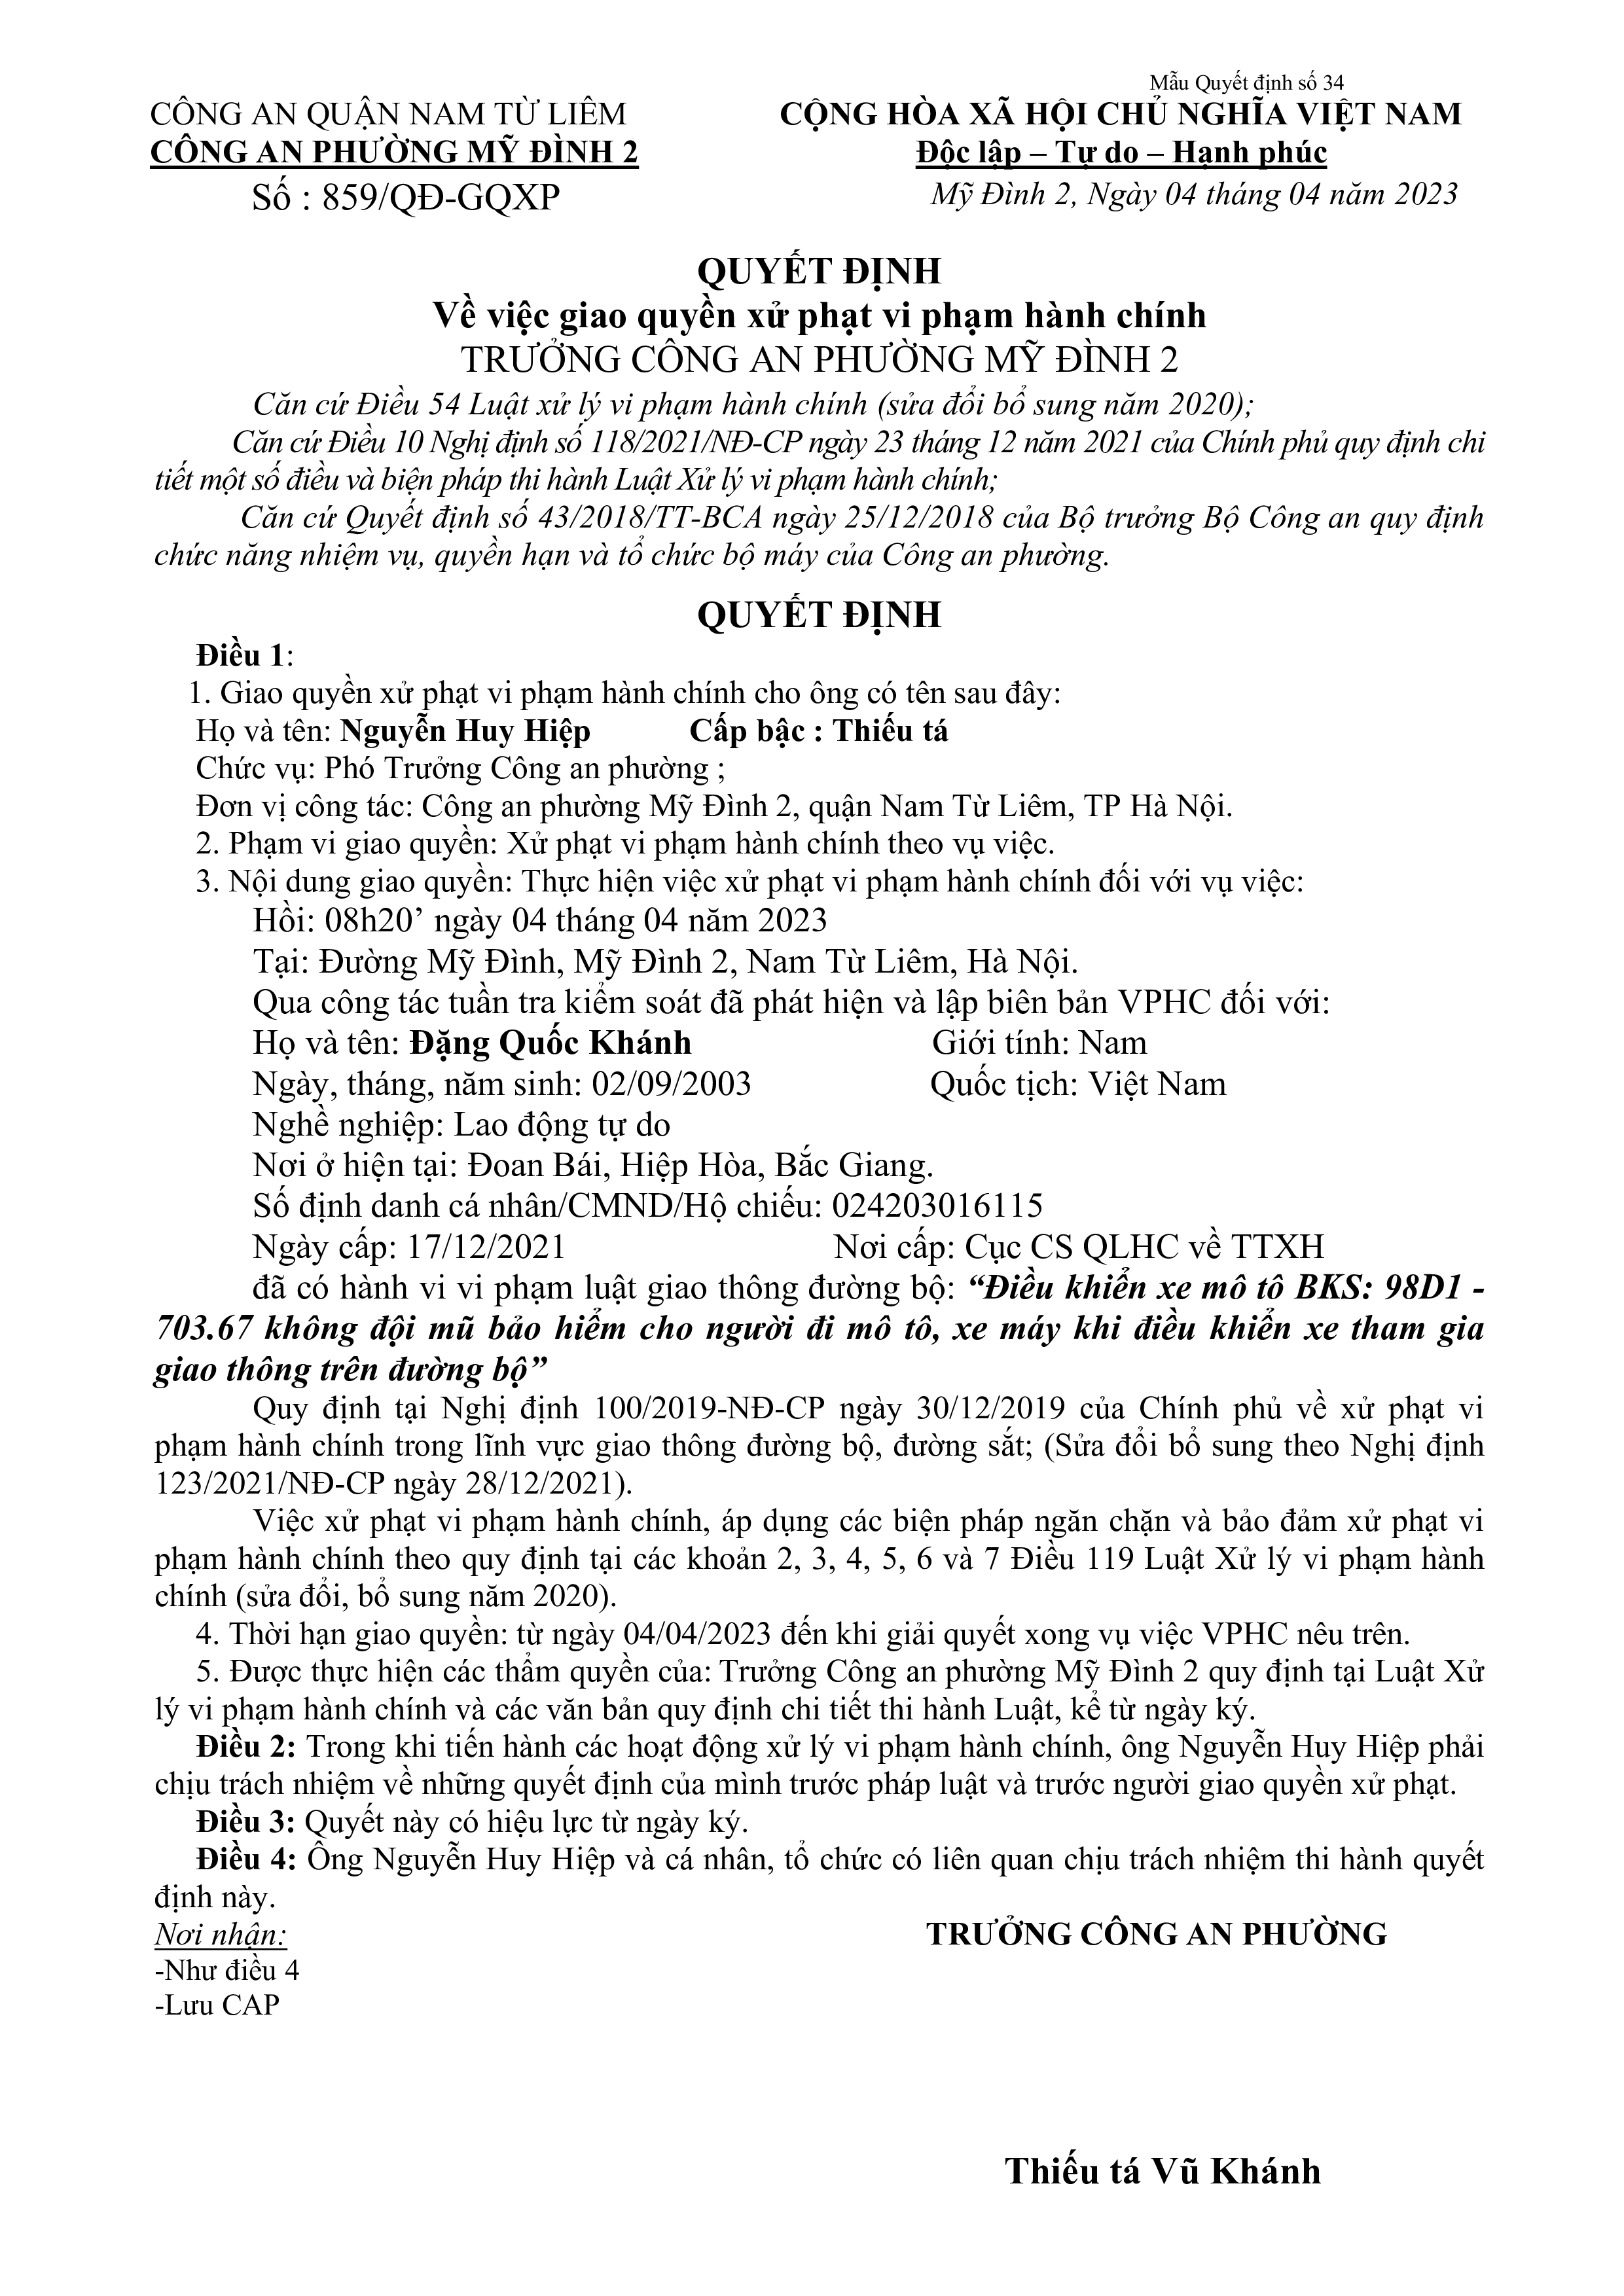 Mẫu Quyết định số 34
CÔNG AN QUẬN NAM TỪ LIÊM
CỘNG HÒA XÃ HỘI CHỦ NGHĨA VIỆT NAM
CÔNG AN PHƯỜNG MỸ ĐÌNH 2
Độc lập – Tự do – Hạnh phúc
Số : 859/QĐ-GQXP
Mỹ Đình 2, Ngày 04 tháng 04 năm 2023
QUYẾT ĐỊNH
Về việc giao quyền xử phạt vi phạm hành chính
TRƯỞNG CÔNG AN PHƯỜNG MỸ ĐÌNH 2
Căn cứ Điều 54 Luật xử lý vi phạm hành chính (sửa đổi bổ sung năm 2020);
Căn cứ Điều 10 Nghị định số 118/2021/NĐ-CP ngày 23 tháng 12 năm 2021 của Chính phủ quy định chi
tiết một số điều và biện pháp thi hành Luật Xử lý vi phạm hành chính;
Căn cứ Quyết định số 43/2018/TT-BCA ngày 25/12/2018 của Bộ trưởng Bộ Công an quy định
chức năng nhiệm vụ, quyền hạn và tổ chức bộ máy của Công an phường.
QUYẾT ĐỊNH
Điều 1:
1. Giao quyền xử phạt vi phạm hành chính cho ông có tên sau đây:
Họ và tên: Nguyễn Huy Hiệp Cấp bậc : Thiếu tá
Chức vụ: Phó Trưởng Công an phường ;
Đơn vị công tác: Công an phường Mỹ Đình 2, quận Nam Từ Liêm, TP Hà Nội.
2. Phạm vi giao quyền: Xử phạt vi phạm hành chính theo vụ việc.
3. Nội dung giao quyền: Thực hiện việc xử phạt vi phạm hành chính đối với vụ việc:
Hồi: 08h20’ ngày 04 tháng 04 năm 2023
Tại: Đường Mỹ Đình, Mỹ Đình 2, Nam Từ Liêm, Hà Nội.
Qua công tác tuần tra kiểm soát đã phát hiện và lập biên bản VPHC đối với:
Họ và tên: Đặng Quốc Khánh Giới tính: Nam
Ngày, tháng, năm sinh: 02/09/2003 Quốc tịch: Việt Nam
Nghề nghiệp: Lao động tự do
Nơi ở hiện tại: Đoan Bái, Hiệp Hòa, Bắc Giang.
Số định danh cá nhân/CMND/Hộ chiếu: 024203016115
Ngày cấp: 17/12/2021 Nơi cấp: Cục CS QLHC về TTXH
đã có hành vi vi phạm luật giao thông đường bộ: “Điều khiển xe mô tô BKS: 98D1 -
703.67 không đội mũ bảo hiểm cho người đi mô tô, xe máy khi điều khiển xe tham gia
giao thông trên đường bộ”
Quy định tại Nghị định 100/2019-NĐ-CP ngày 30/12/2019 của Chính phủ về xử phạt vi
phạm hành chính trong lĩnh vực giao thông đường bộ, đường sắt; (Sửa đổi bổ sung theo Nghị định
123/2021/NĐ-CP ngày 28/12/2021).
Việc xử phạt vi phạm hành chính, áp dụng các biện pháp ngăn chặn và bảo đảm xử phạt vi
phạm hành chính theo quy định tại các khoản 2, 3, 4, 5, 6 và 7 Điều 119 Luật Xử lý vi phạm hành
chính (sửa đổi, bổ sung năm 2020).
4. Thời hạn giao quyền: từ ngày 04/04/2023 đến khi giải quyết xong vụ việc VPHC nêu trên.
5. Được thực hiện các thẩm quyền của: Trưởng Công an phường Mỹ Đình 2 quy định tại Luật Xử
lý vi phạm hành chính và các văn bản quy định chi tiết thi hành Luật, kể từ ngày ký.
Điều 2: Trong khi tiến hành các hoạt động xử lý vi phạm hành chính, ông Nguyễn Huy Hiệp phải
chịu trách nhiệm về những quyết định của mình trước pháp luật và trước người giao quyền xử phạt.
Điều 3: Quyết này có hiệu lực từ ngày ký.
Điều 4: Ông Nguyễn Huy Hiệp và cá nhân, tổ chức có liên quan chịu trách nhiệm thi hành quyết
định này.
Nơi nhận:
TRƯỞNG CÔNG AN PHƯỜNG
-Như điều 4
-Lưu CAP
Thiếu tá Vũ Khánh